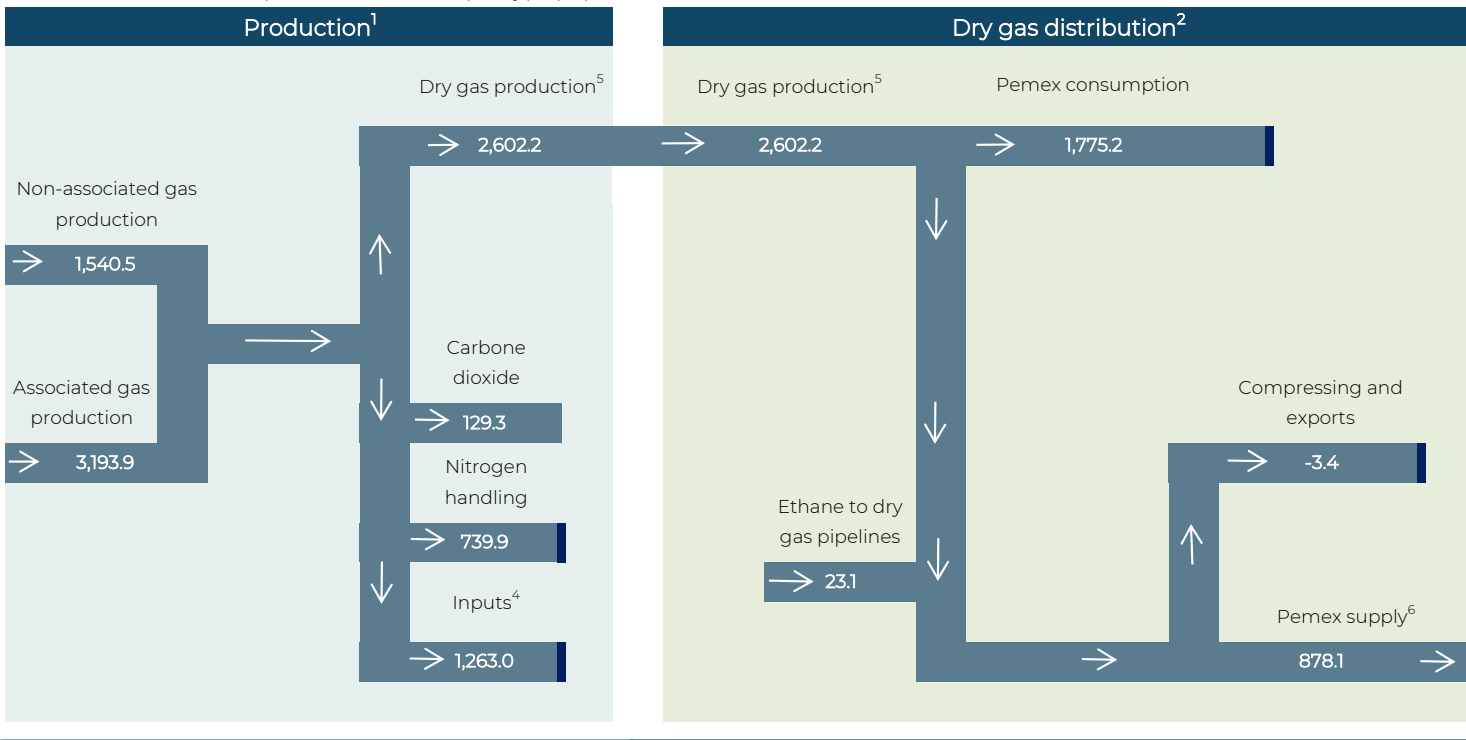 Production1
Dry gas production5
2,602.2
Non-associated gas
production
1,540.5
Associated gas
production
3,193.9
Carbone
dioxide
129.3
Nitrogen
handling
739.9
Inputs4
1,263.0
Dry gas distribution2
Dry gas production5
2,602.2
Pemex consumption
1,775.2
Compressing and
exports
-3.4
Ethane to dry
gas pipelines
23.1
Pemex supply6
878.1